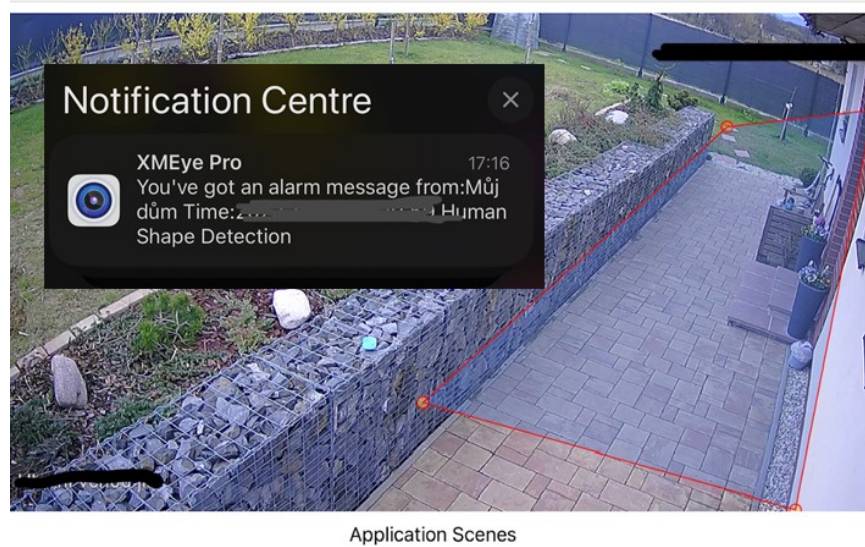 Notification Centre
XMEye Pro 17:16
You've got an alarm message from:Můj
dům Time: Human
Shape Detection
Application Scenes